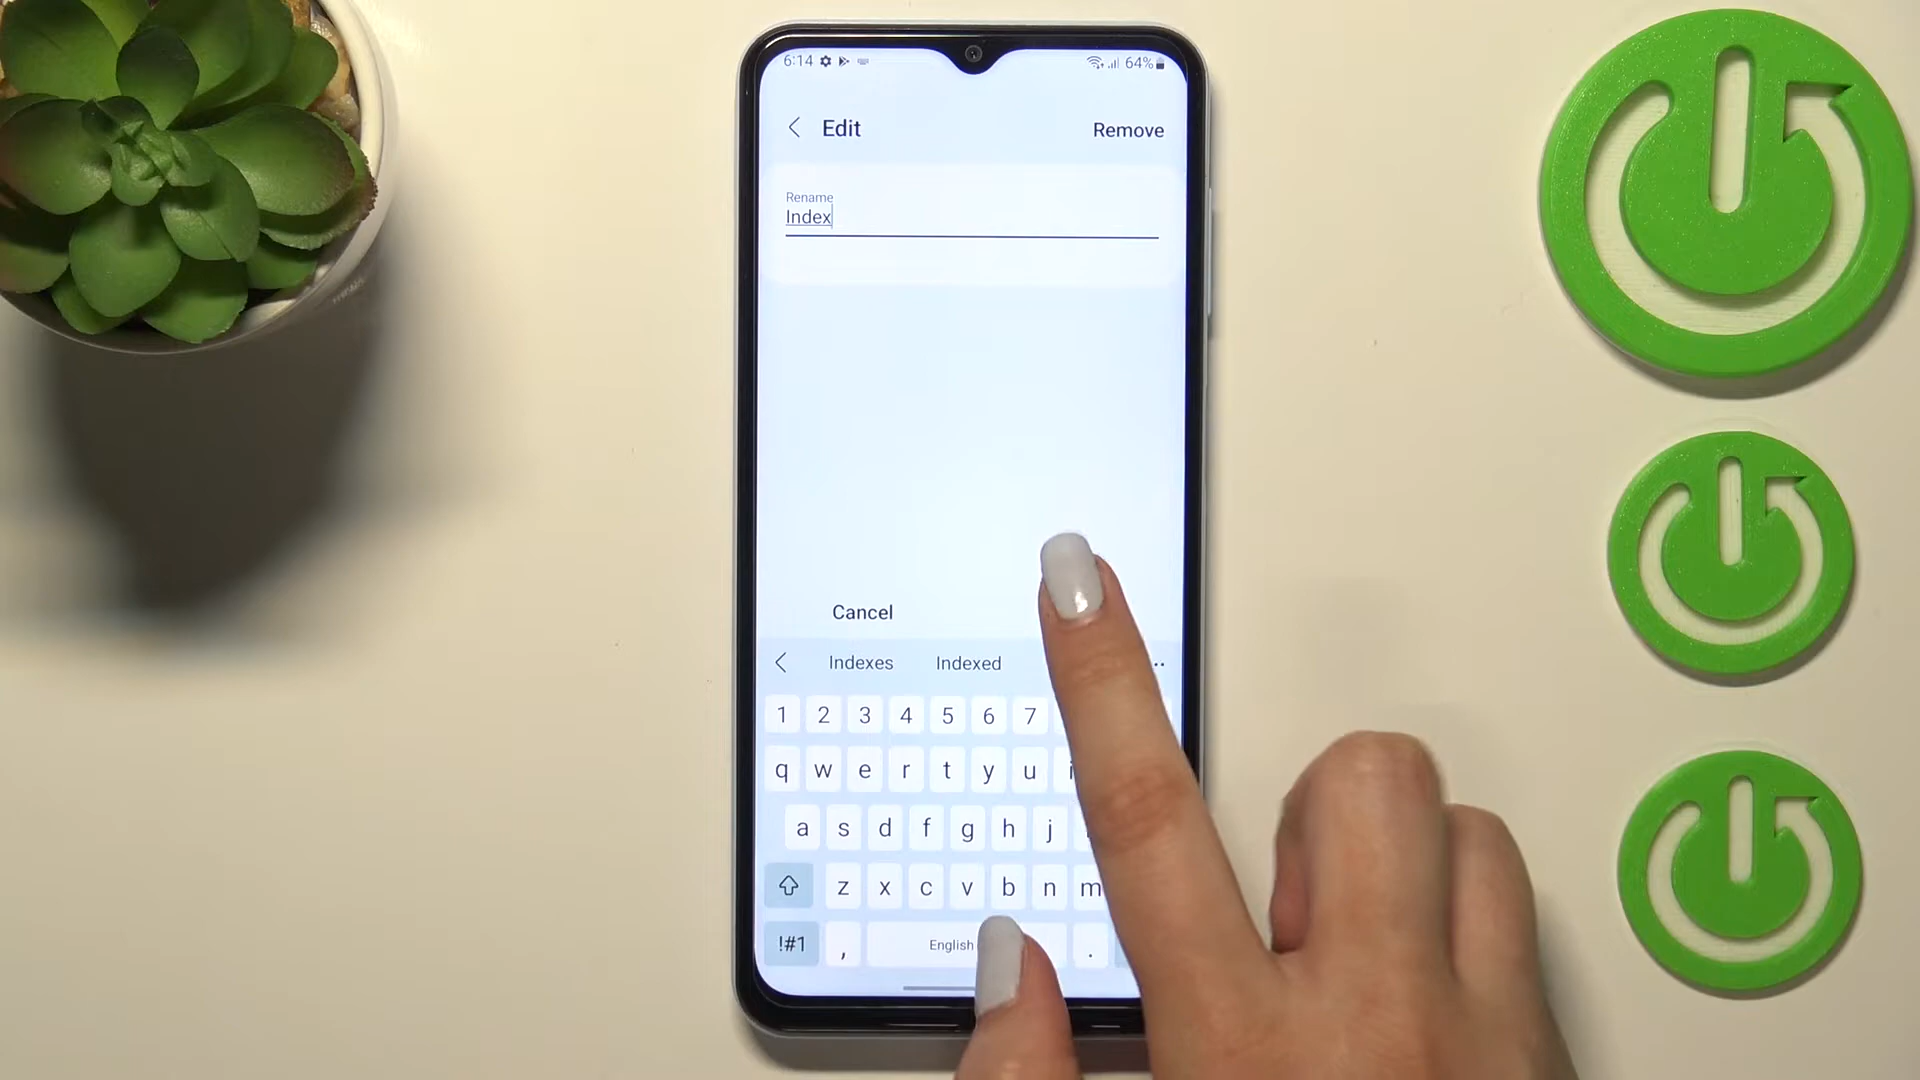 6:14 64%
Edit Remove
Rename
Index
Cancel
Indexes Indexed
1 2 3 4 5 6 7
q w e r t y u i
a s d f g h j
z x c v b n m
!#1 , English .